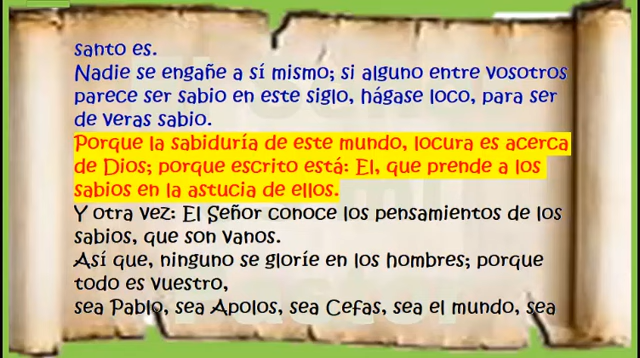 santo es.
Nadie se engañe a sí mismo; si alguno entre vosotros
parece ser sabio en este siglo, hágase loco, para ser
de veras sabio.
Porque la sabiduría de este mundo, locura es acerca
de Dios; porque escrito está: El, que prende a los
sabios en la astucia de ellos.
Y otra vez: El Señor conoce los pensamientos de los
sabios, que son vanos.
Así que, ninguno se gloríe en los hombres; porque
todo es vuestro,
sea Pablo, sea Apolos, sea Cefas, sea el mundo, sea